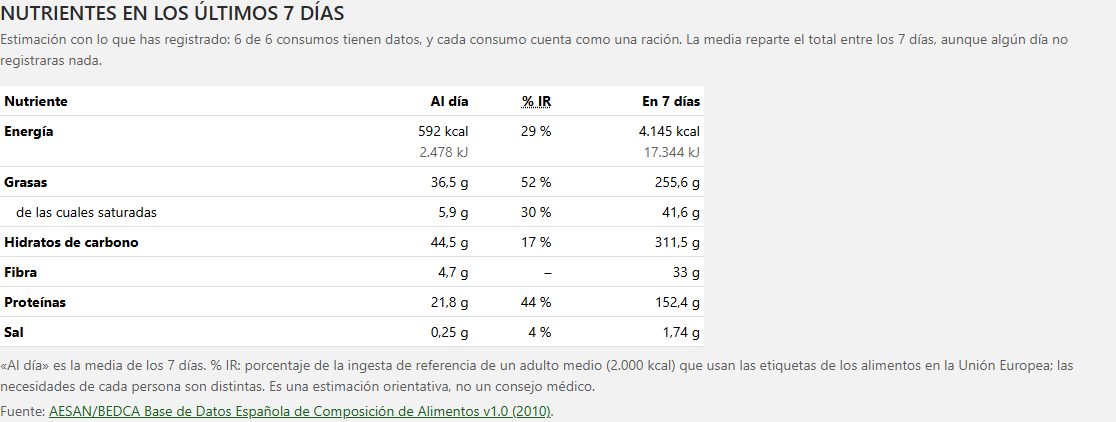 NUTRIENTES EN LOS ÚLTIMOS 7 DÍAS
Estimación con lo que has registrado: 6 de 6 consumos tienen datos, y cada consumo cuenta como una ración. La media reparte el total entre los 7 días, aunque algún día no
registraras nada.
Nutriente Al día % IR En 7 días
Energía 592 kcal 29 % 4.145 kcal
2.478 kJ 17.344 kJ
Grasas 36,5 g 52 % 255,6 g
de las cuales saturadas 5,9 g 30 % 41,6 g
Hidratos de carbono 44,5 g 17 % 311,5 g
Fibra 4,7 g – 33 g
Proteínas 21,8 g 44 % 152,4 g
Sal 0,25 g 4 % 1,74 g
«Al día» es la media de los 7 días. % IR: porcentaje de la ingesta de referencia de un adulto medio (2.000 kcal) que usan las etiquetas de los alimentos en la Unión Europea; las
necesidades de cada persona son distintas. Es una estimación orientativa, no un consejo médico.
Fuente: AESAN/BEDCA Base de Datos Española de Composición de Alimentos v1.0 (2010).